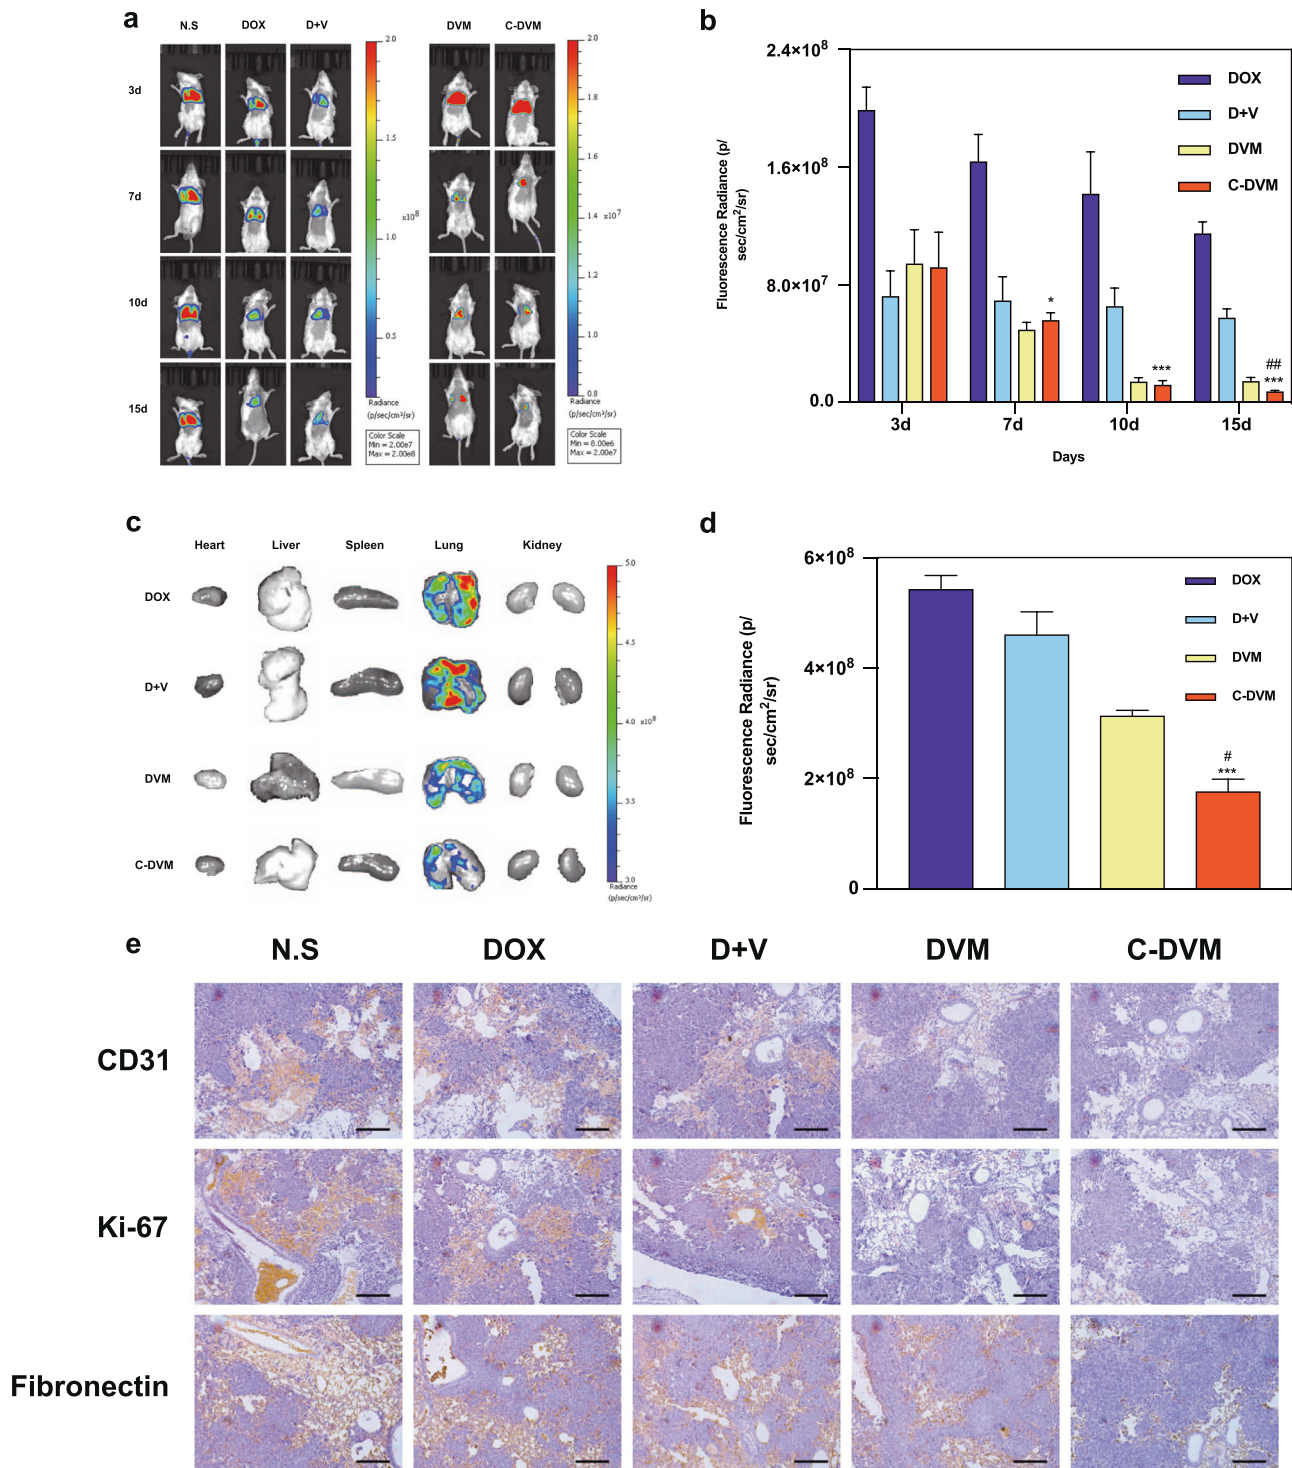 a
N.S DOX D+V DVM C-DVM
3d
7d
10d
15d
2.0
1.5
x10⁸
1.0
0.5
Radiance
(p/sec/cm²/sr)
Color Scale
Min = 2.00e7
Max = 2.00e8
2.0
1.8
1.6
1.4 x10⁷
1.2
1.0
0.8
Radiance
(p/sec/cm²/sr)
Color Scale
Min = 8.00e6
Max = 2.00e7
b
2.4×10⁸
1.6×10⁸
8.0×10⁷
0.0
Fluorescence Radiance (p/
sec/cm²/sr)
DOX
D+V
DVM
C-DVM
*
***
##
***
3d 7d 10d 15d
Days
c
Heart Liver Spleen Lung Kidney
DOX
D+V
DVM
C-DVM
5.0
4.5
4.0 x10⁸
3.5
3.0
Radiance
(p/sec/cm²/sr)
d
6×10⁸
4×10⁸
2×10⁸
0
Fluorescence Radiance (p/
sec/cm²/sr)
DOX
D+V
DVM
C-DVM
#
***
e
N.S DOX D+V DVM C-DVM
CD31
Ki-67
Fibronectin